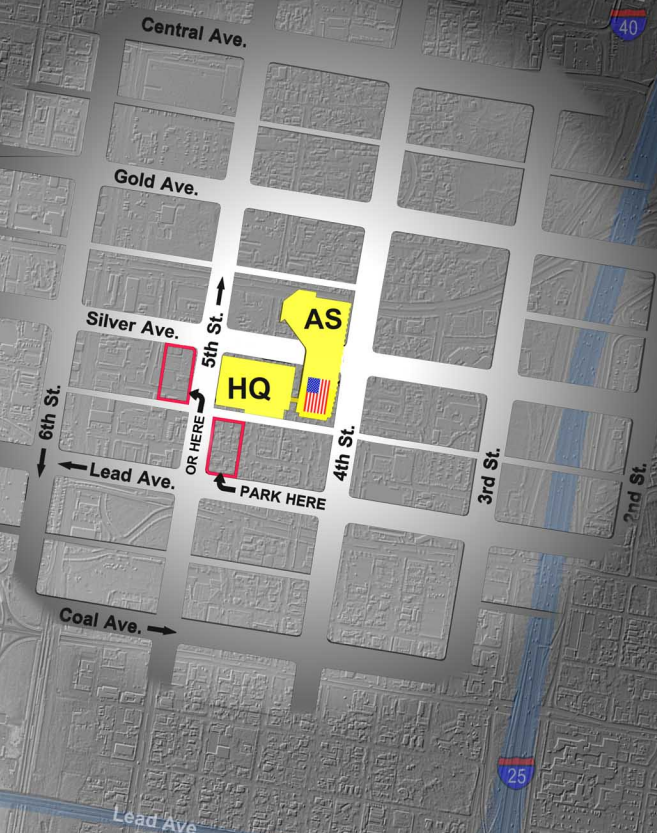 40
Central Ave.
Gold Ave.
Silver Ave.
5th St.
AS
HQ
OR HERE
6th St.
4th St.
Lead Ave.
PARK HERE
3rd St.
2nd St.
Coal Ave.
25
Lead Ave